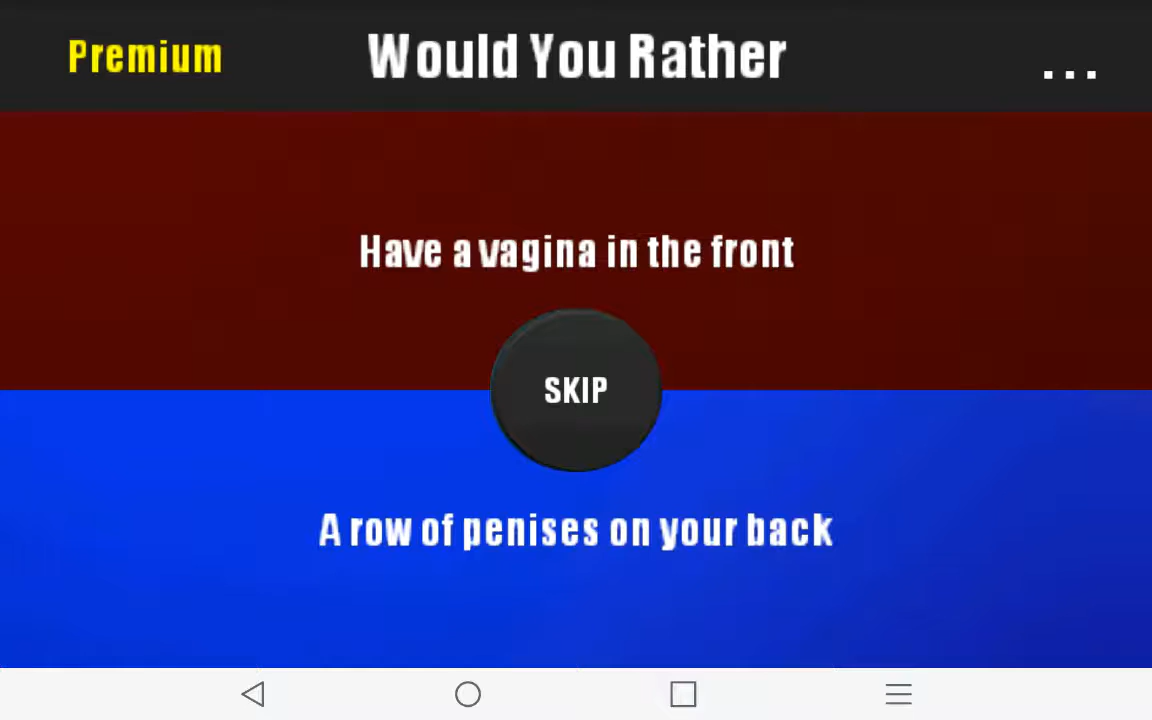 Premium
Would You Rather
...
Have a vagina in the front
SKIP
A row of penises on your back